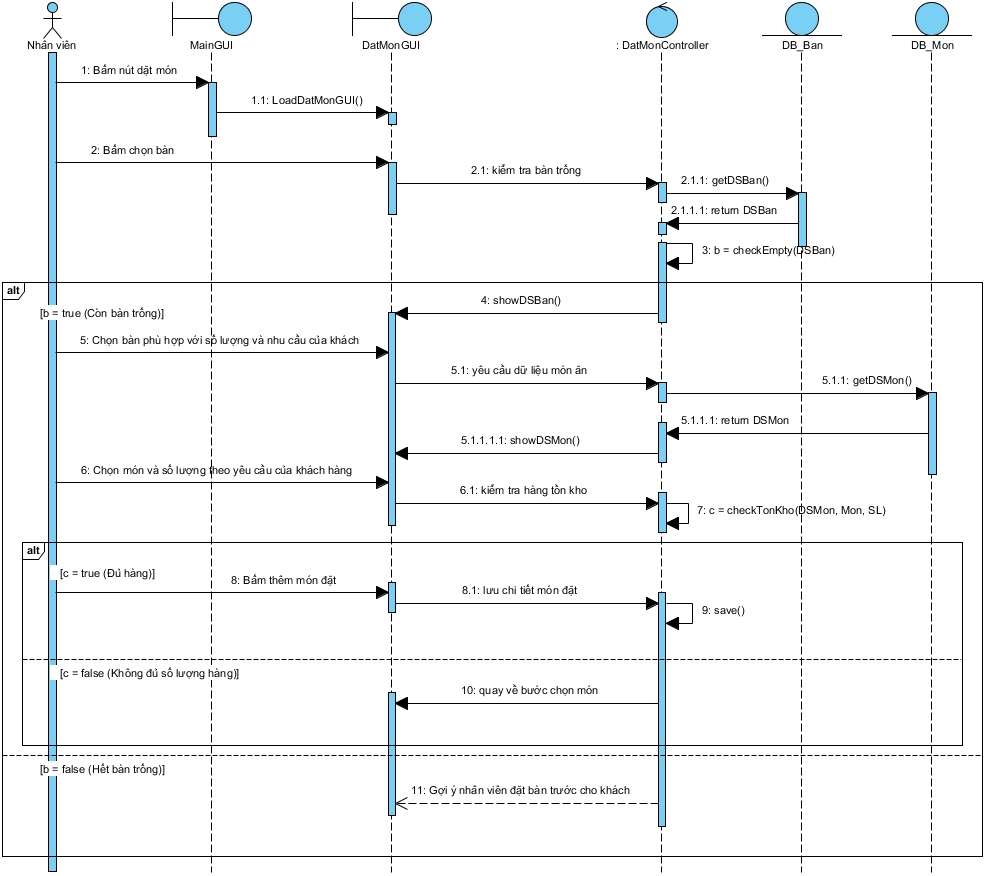 Nhân viên
MainGUI
DatMonGUI
: DatMonController
DB_Ban
DB_Mon
1: Bấm nút dặt món
1.1: LoadDatMonGUI()
2: Bấm chọn bàn
2.1: kiểm tra bàn trống
2.1.1: getDSBan()
2.1.1.1: return DSBan
3: b = checkEmpty(DSBan)
alt
4: showDSBan()
[b = true (Còn bàn trống)]
5: Chọn bàn phù hợp với số lượng và nhu cầu của khách
5.1: yêu cầu dữ liệu món ăn
5.1.1: getDSMon()
5.1.1.1: return DSMon
5.1.1.1.1: showDSMon()
6: Chọn món và số lượng theo yêu cầu của khách hàng
6.1: kiểm tra hàng tồn kho
7: c = checkTonKho(DSMon, Mon, SL)
alt
[c = true (Đủ hàng)]
8: Bấm thêm món đặt
8.1: lưu chi tiết món đặt
9: save()
[c = false (Không đủ số lượng hàng)]
10: quay về bước chọn món
[b = false (Hết bàn trống)]
11: Gợi ý nhân viên đặt bàn trước cho khách